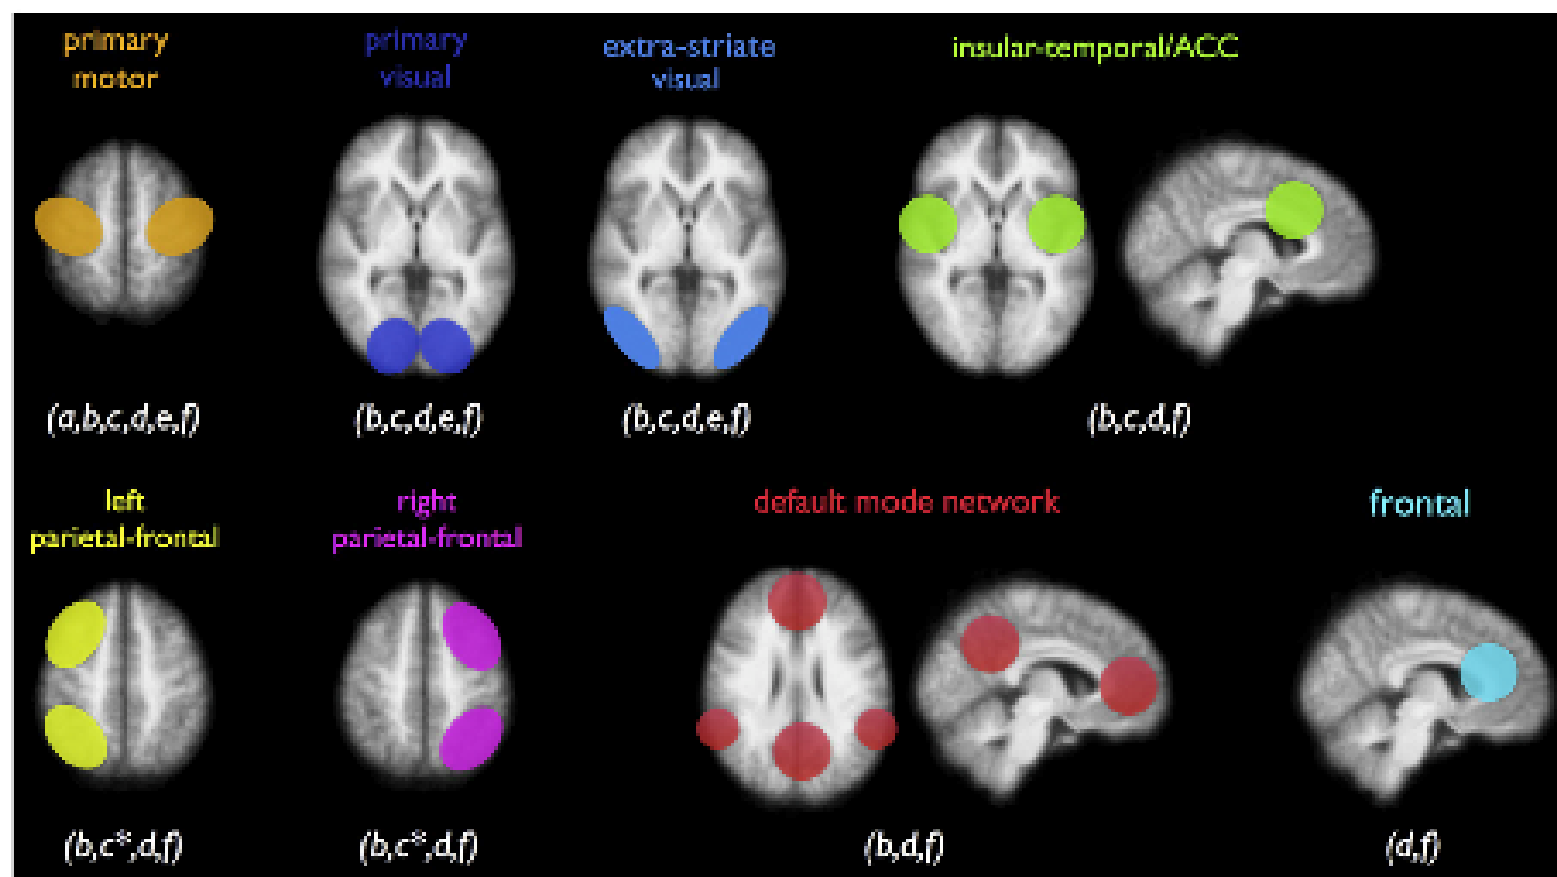 primary
motor
primary
visual
extra-striate
visual
insular-temporal/ACC
(a,b,c,d,e,f)
(b,c,d,e,f)
(b,c,d,e,f)
(b,c,d,f)
left
parietal-frontal
right
parietal-frontal
default mode network
frontal
(b,c*,d,f)
(b,c*,d,f)
(b,d,f)
(d,f)